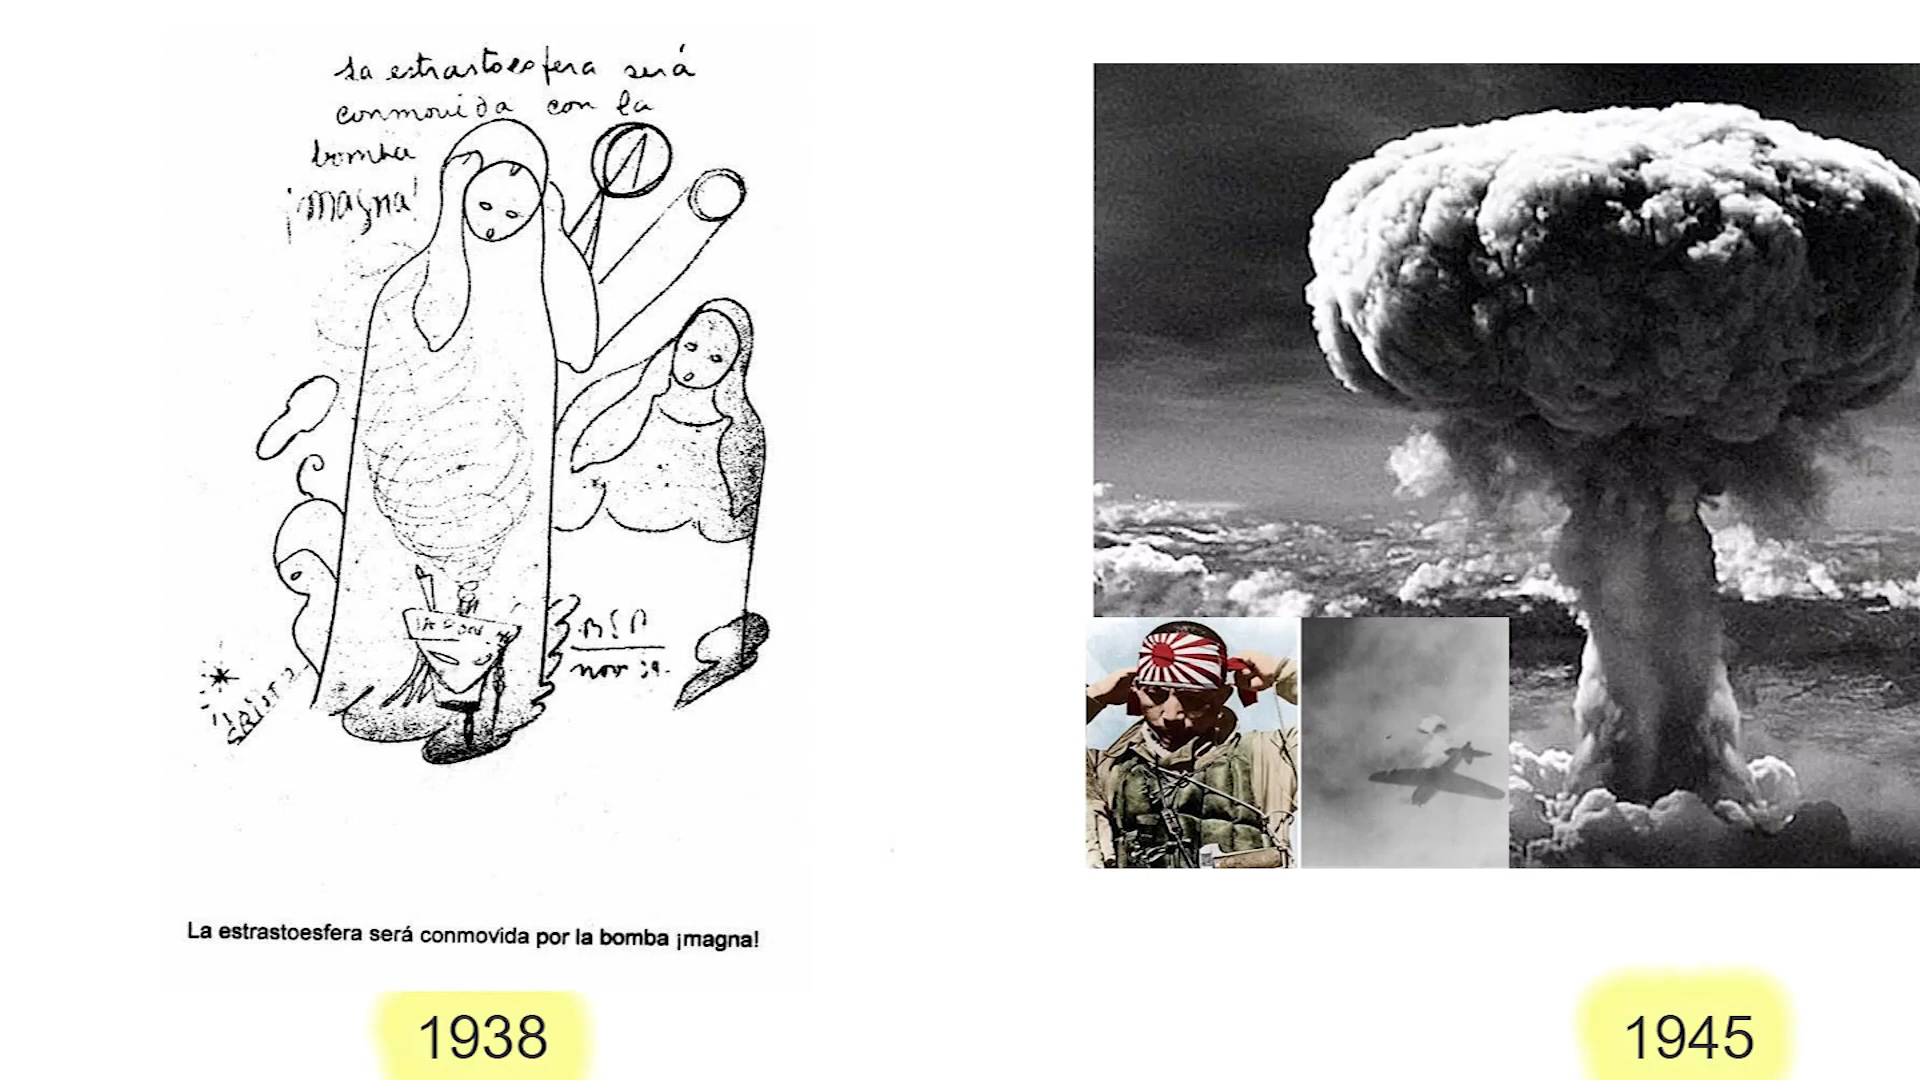 La estrastoesfera será
conmovida con la
bomba
¡magna!
BSP
nov
La estrastoesfera será conmovida por la bomba ¡magna!
1938
1945